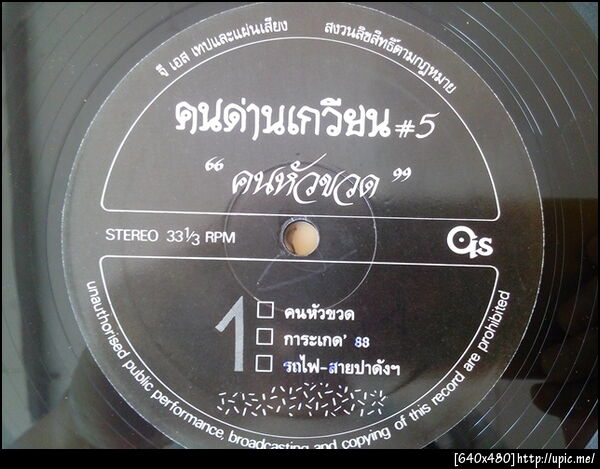 จี เอส เทปและแผ่นเสียง
สงวนลิขสิทธิ์ตามกฎหมาย
คนด่านเกวียน #5
“คนหัวขวด”
STEREO 33⅓ RPM
1
คนหัวขวด
การะเกด' 33
รถไฟ-สายปาดังฯ
unauthorised public performance, broadcasting and copying of this record are prohibited
[640x480]http://upic.me/